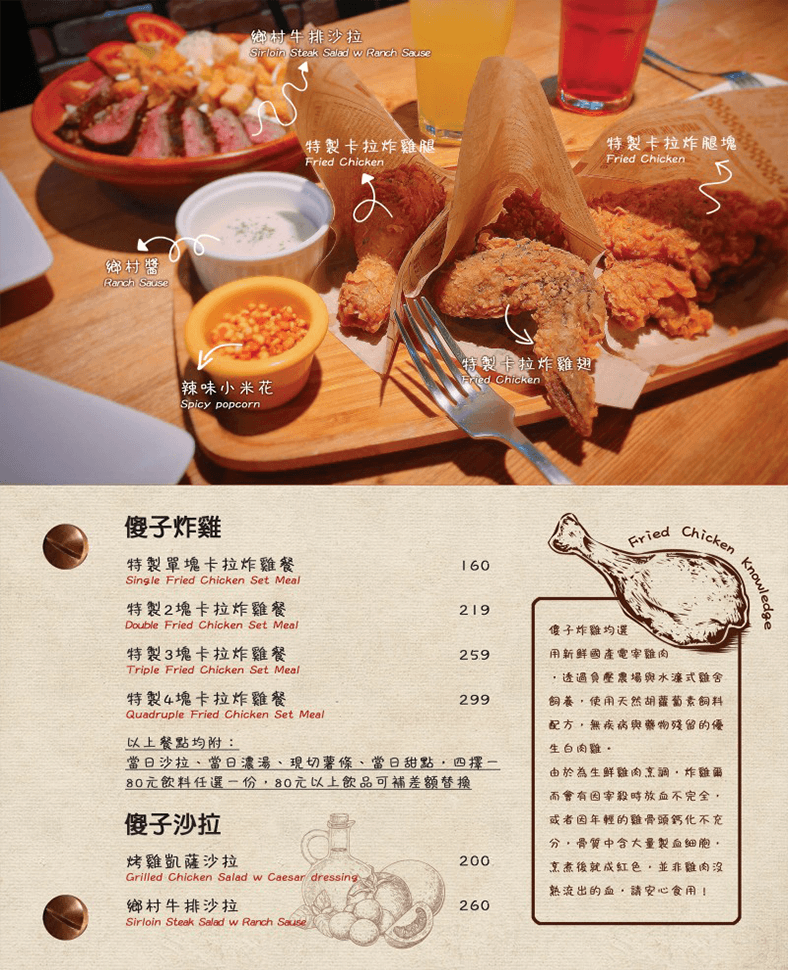 鄉村牛排沙拉
Sirloin Steak Salad w Ranch Sause
特製卡拉炸雞腿
Fried Chicken
特製卡拉炸腿塊
Fried Chicken
鄉村醬
Ranch Sause
特製卡拉炸雞翅
Fried Chicken
辣味小米花
Spicy popcorn
傻子炸雞
特製單塊卡拉炸雞餐 160
Single Fried Chicken Set Meal
特製2塊卡拉炸雞餐 219
Double Fried Chicken Set Meal
特製3塊卡拉炸雞餐 259
Triple Fried Chicken Set Meal
特製4塊卡拉炸雞餐 299
Quadruple Fried Chicken Set Meal
以上餐點均附：
當日沙拉、當日濃湯、現切薯條、當日甜點，四擇一
80元飲料任選一份，80元以上飲品可補差額替換
傻子沙拉
烤雞凱薩沙拉 200
Grilled Chicken Salad w Caesar dressing
鄉村牛排沙拉 260
Sirloin Steak Salad w Ranch Sause
Fried Chicken Knowledge
傻子炸雞均選
用新鮮國產電宰雞肉
，透過負壓農場與水濂式雞舍
飼養，使用天然胡蘿蔔素飼料
配方，無疾病與藥物殘留的優
生白肉雞。
由於為生鮮雞肉烹調，炸雞爾
而會有因宰殺時放血不完全，
或者因年輕的雞骨頭鈣化不充
分，骨質中含大量製血細胞，
烹煮後就成紅色，並非雞肉沒
熟流出的血，請安心食用！